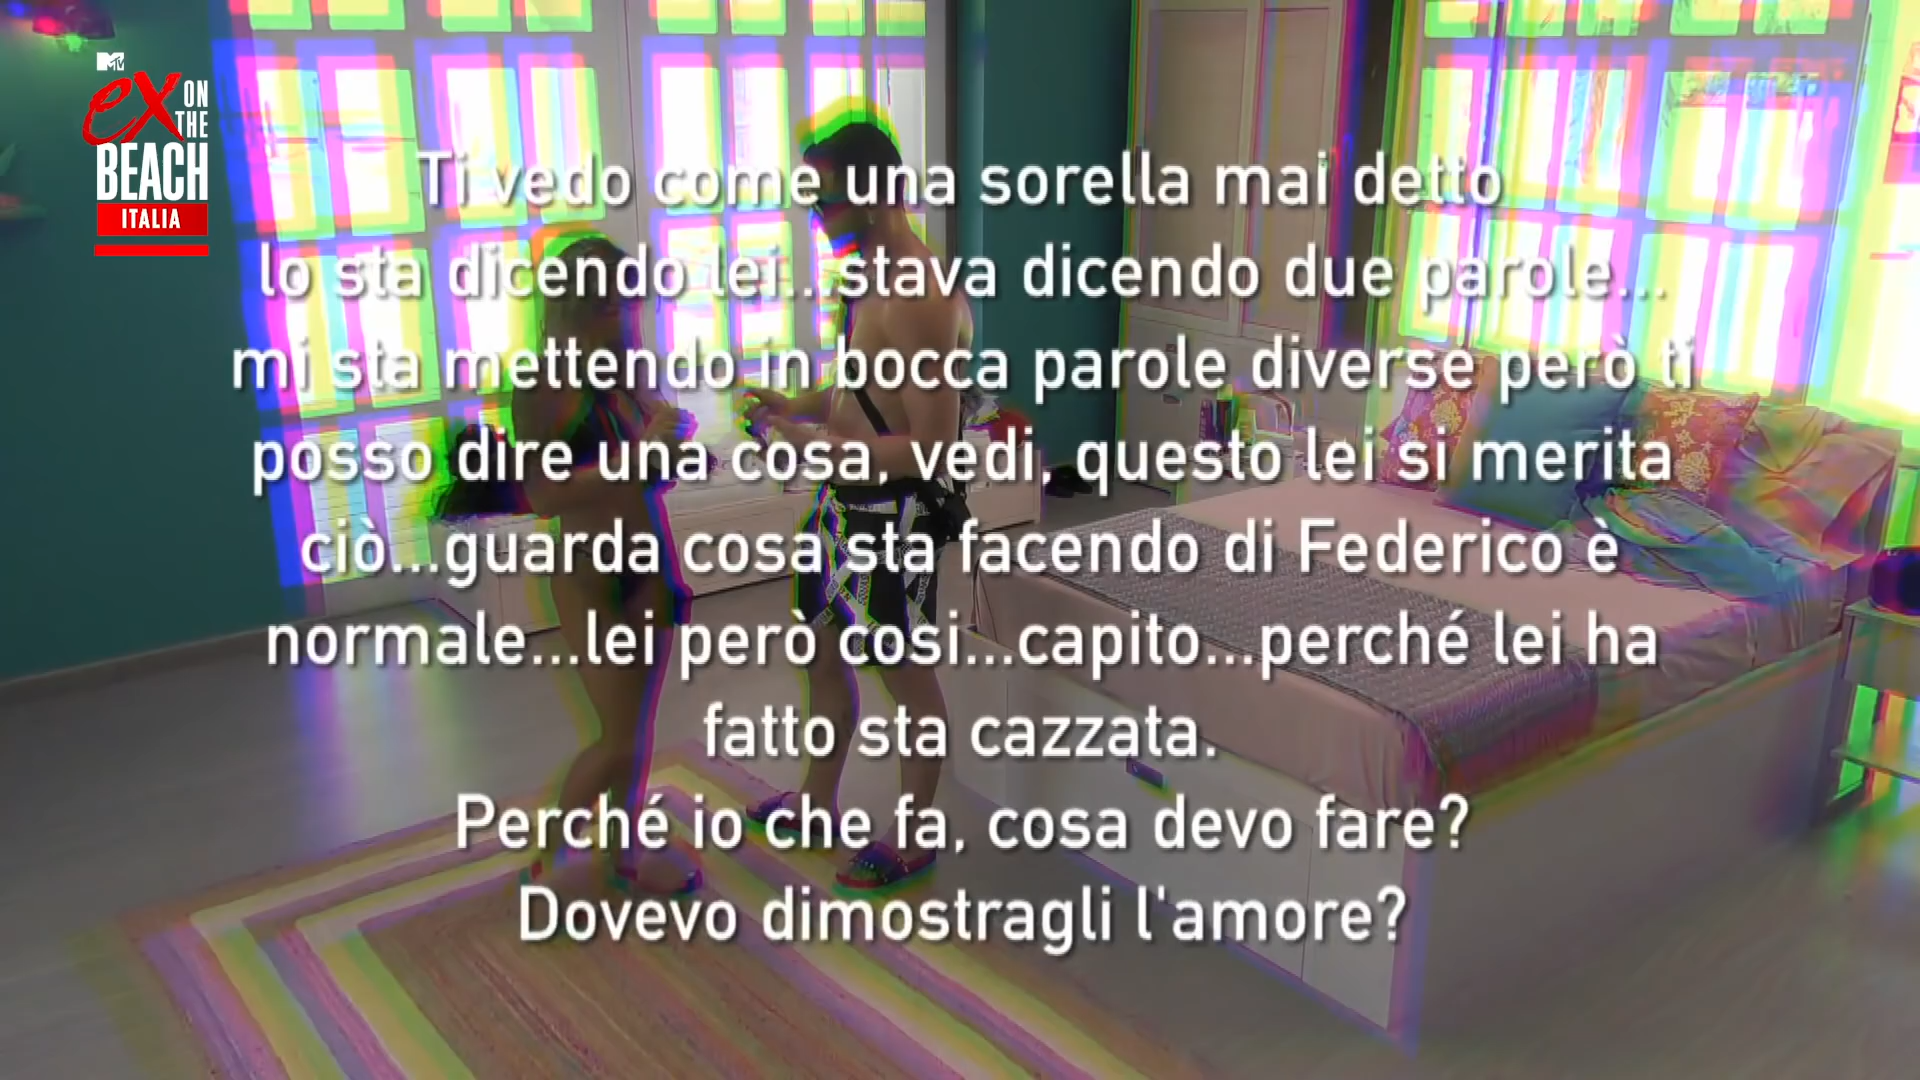 MTV
ex ON
THE
BEACH
ITALIA
Ti vedo come una sorella mai detto
lo sta dicendo lei...stava dicendo due parole...
mi sta mettendo in bocca parole diverse però ti
posso dire una cosa, vedi, questo lei si merita
ciò...guarda cosa sta facendo di Federico è
normale...lei però cosi...capito...perché lei ha
fatto sta cazzata.
Perché io che fa, cosa devo fare?
Dovevo dimostragli l'amore?